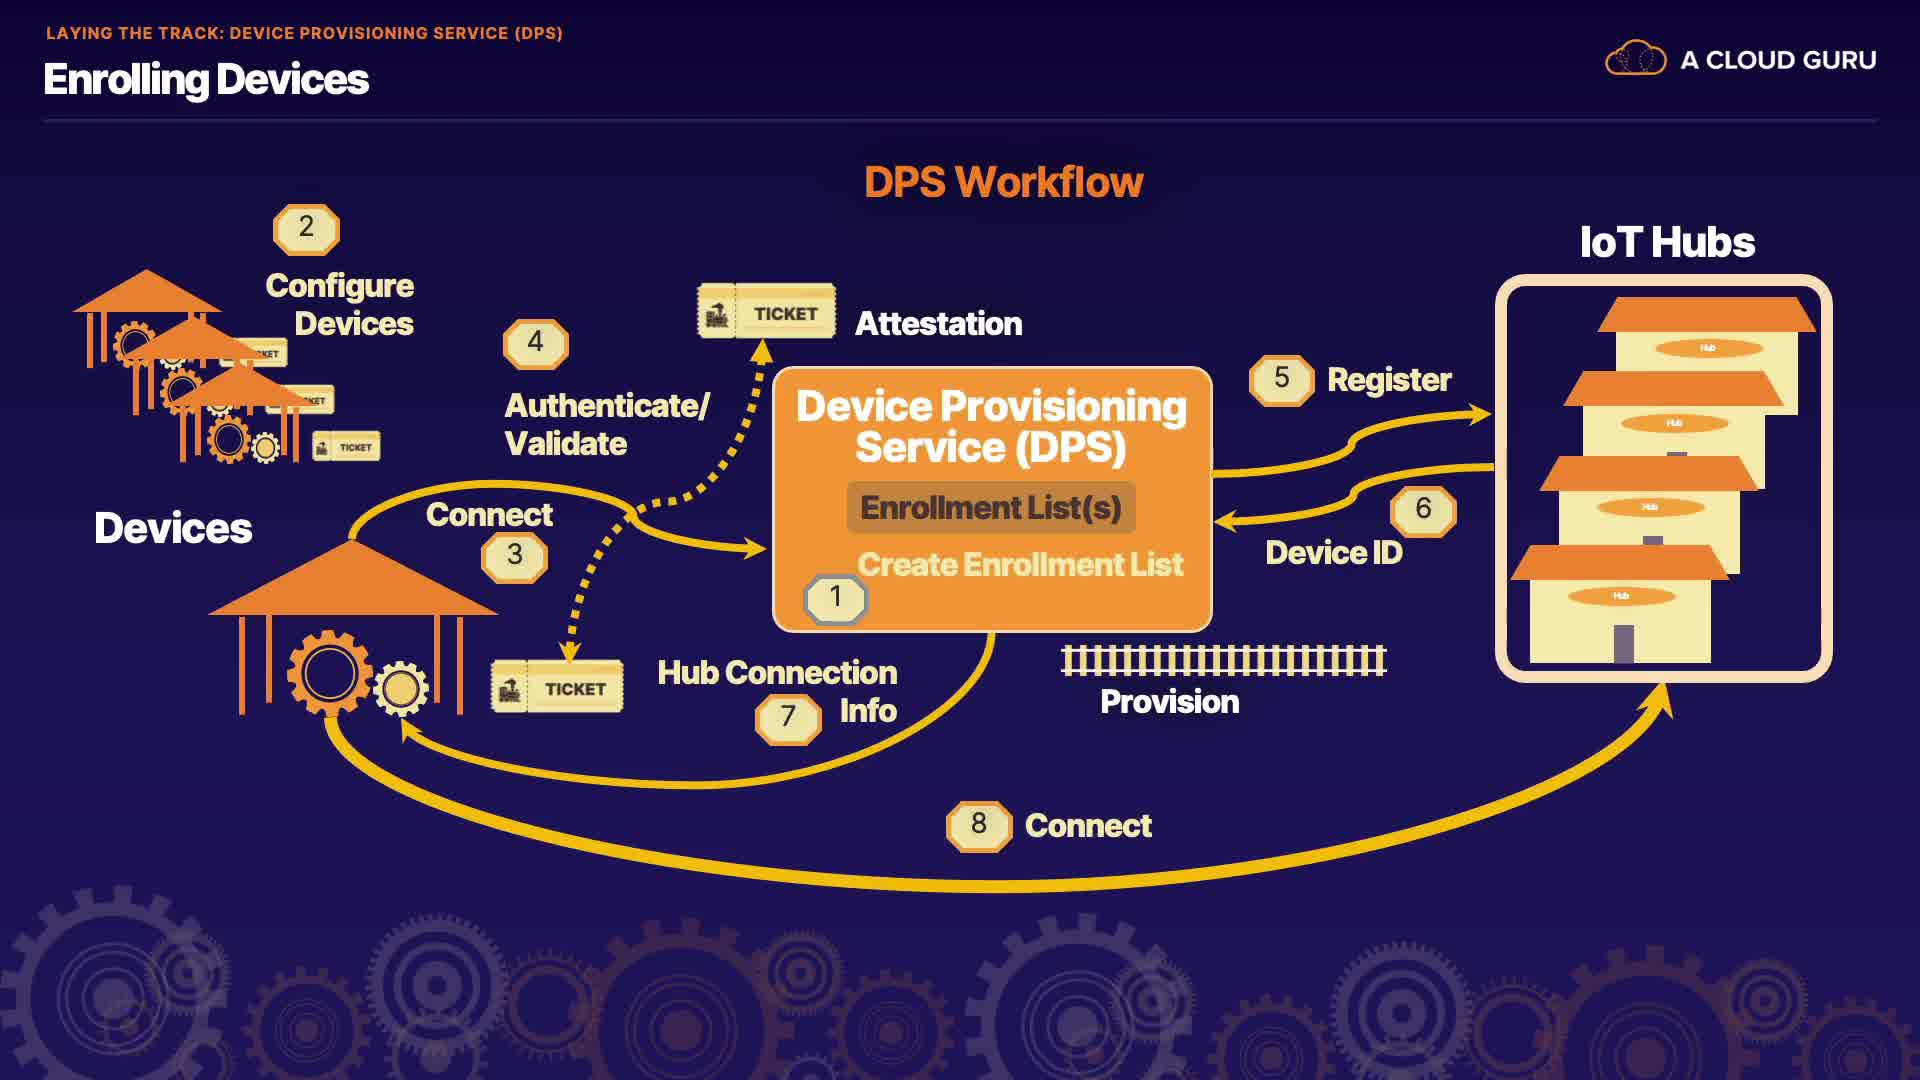 LAYING THE TRACK: DEVICE PROVISIONING SERVICE (DPS)
Enrolling Devices
A CLOUD GURU
DPS Workflow
2
Configure
Devices
KET
KET
TICKET
Devices
4
Authenticate/
Validate
TICKET
Attestation
Connect
3
TICKET
Device Provisioning
Service (DPS)
Enrollment List(s)
Create Enrollment List
1
5
Register
6
Device ID
IoT Hubs
Hub
Hub
Hub
Hub
Hub Connection
Info
7
Provision
8
Connect